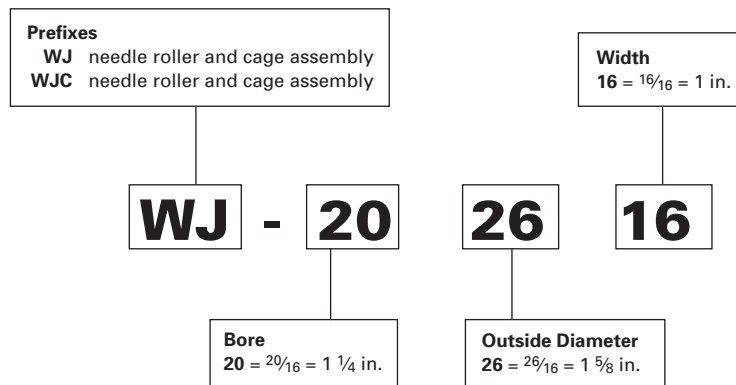 Prefixes
WJ needle roller and cage assembly
WJC needle roller and cage assembly
Width
16 = 16⁄16 = 1 in.
WJ - 20 26 16
Bore
20 = 20⁄16 = 1 1⁄4 in.
Outside Diameter
26 = 26⁄16 = 1 5⁄8 in.